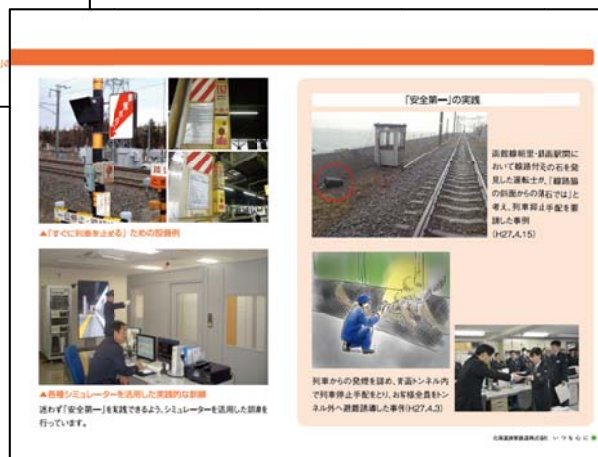 ▲「すぐに列車を止める」ための設備例
▲各種シミュレーターを活用した実践的な訓練
迷わず「安全第一」を実践できるよう、シミュレーターを活用した訓練を
行っています。
「安全第一」の実践
函館線朝里・銭函駅間に
おいて線路付近の石を発
見した運転士が、「線路脇
の斜面からの落石では」と
考え、列車停止手配を要
請した事例
(H27.4.15)
列車からの発煙を認め、青函トンネル内
で列車停止手配をとり、お客様全員をトン
ネル外へ避難誘導した事例(H27.4.3)
北海道旅客鉄道株式会社 いつも心に